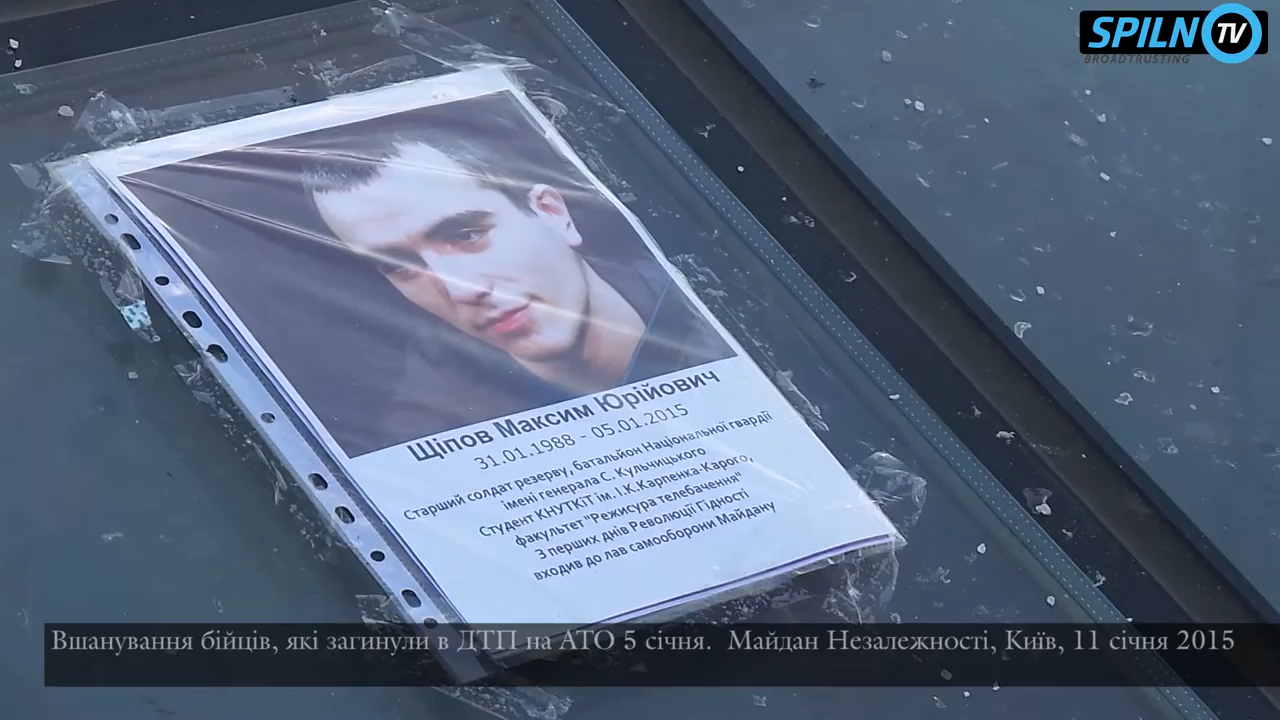 SPILN TV
BROADTRUSTING
Щіпов Максим Юрійович
31.01.1988 - 05.01.2015
Старший солдат резерву, батальйон Національної гвардії
імені генерала С. Кульчицького
Студент КНУТКіТ ім. І.К.Карпенка-Карого,
факультет "Режисура телебачення"
З перших днів Революції Гідності
входив до лав самооборони Майдану
Вшанування бійців, які загинули в ДТП на АТО 5 січня. Майдан Незалежності, Київ, 11 січня 2015